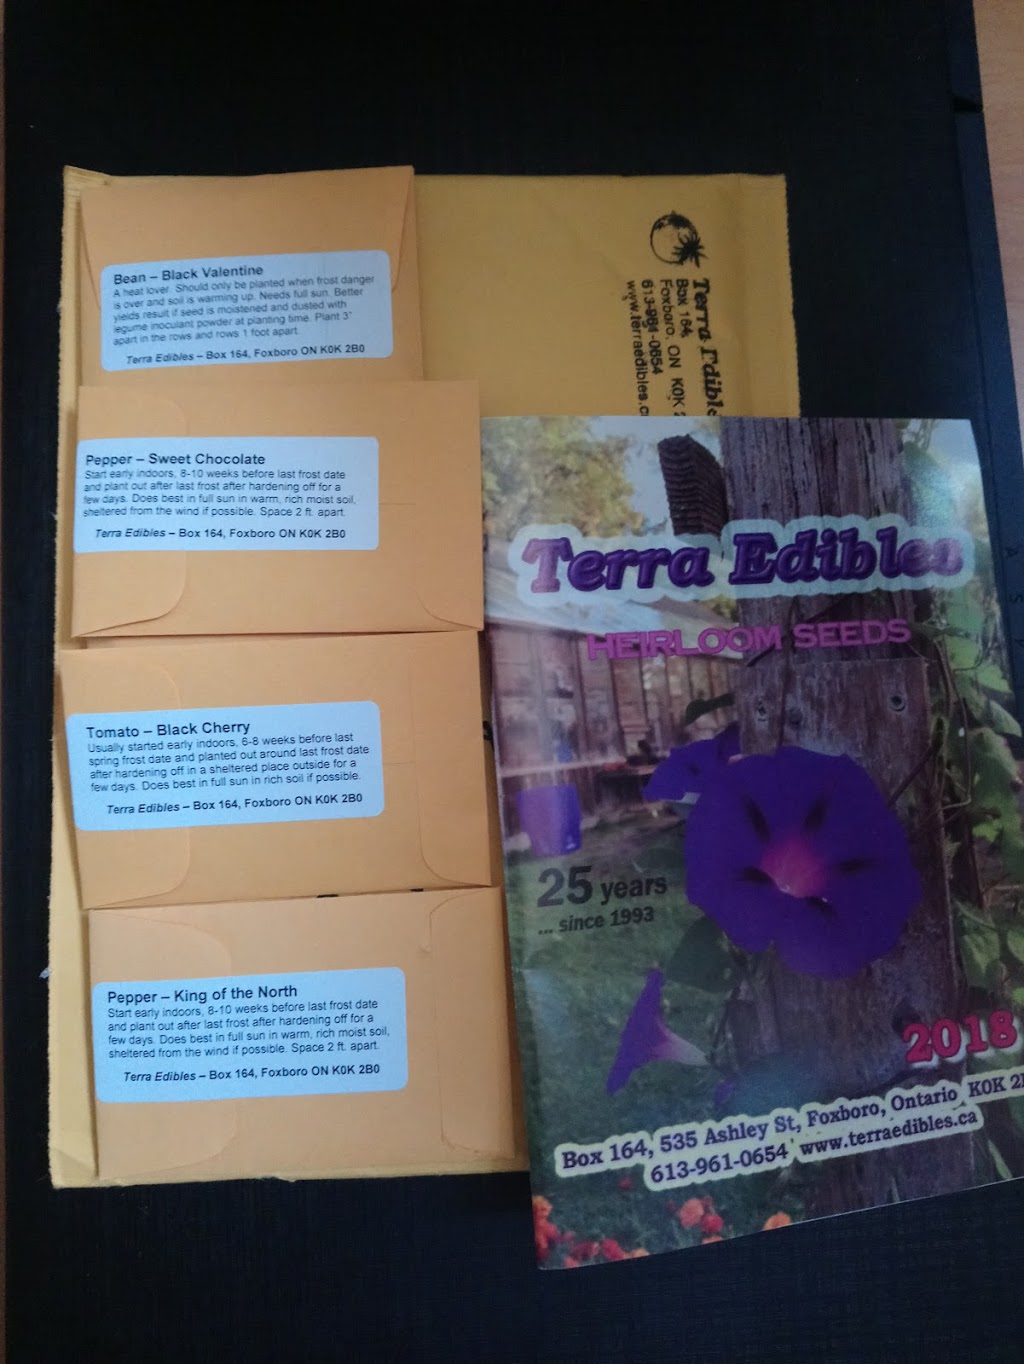 Bean – Black Valentine
A heat lover. Should only be planted when frost danger
is over and soil is warming up. Needs full sun. Better
yields result if seed is moistened and dusted with
legume inoculant powder at planting time. Plant 3"
apart in the rows and rows 1 foot apart.
Terra Edibles – Box 164, Foxboro ON K0K 2B0
Pepper – Sweet Chocolate
Start early indoors, 8-10 weeks before last frost date
and plant out after last frost after hardening off for a
few days. Does best in full sun in warm, rich moist soil,
sheltered from the wind if possible. Space 2 ft. apart.
Terra Edibles – Box 164, Foxboro ON K0K 2B0
Tomato – Black Cherry
Usually started early indoors, 6-8 weeks before last
spring frost date and planted out around last frost date
after hardening off in a sheltered place outside for a
few days. Does best in full sun in rich soil if possible.
Terra Edibles – Box 164, Foxboro ON K0K 2B0
Pepper – King of the North
Start early indoors, 8-10 weeks before last frost date
and plant out after last frost after hardening off for a
few days. Does best in full sun in warm, rich moist soil,
sheltered from the wind if possible. Space 2 ft. apart.
Terra Edibles – Box 164, Foxboro ON K0K 2B0
Terra Edible
Box 164,
Foxboro, ON K0K 2
613-961-0654
www.terraedibles.c
Terra Edibles
HEIRLOOM SEEDS
25 years
... since 1993
2018
Box 164, 535 Ashley St, Foxboro, Ontario K0K 2
613-961-0654 www.terraedibles.ca